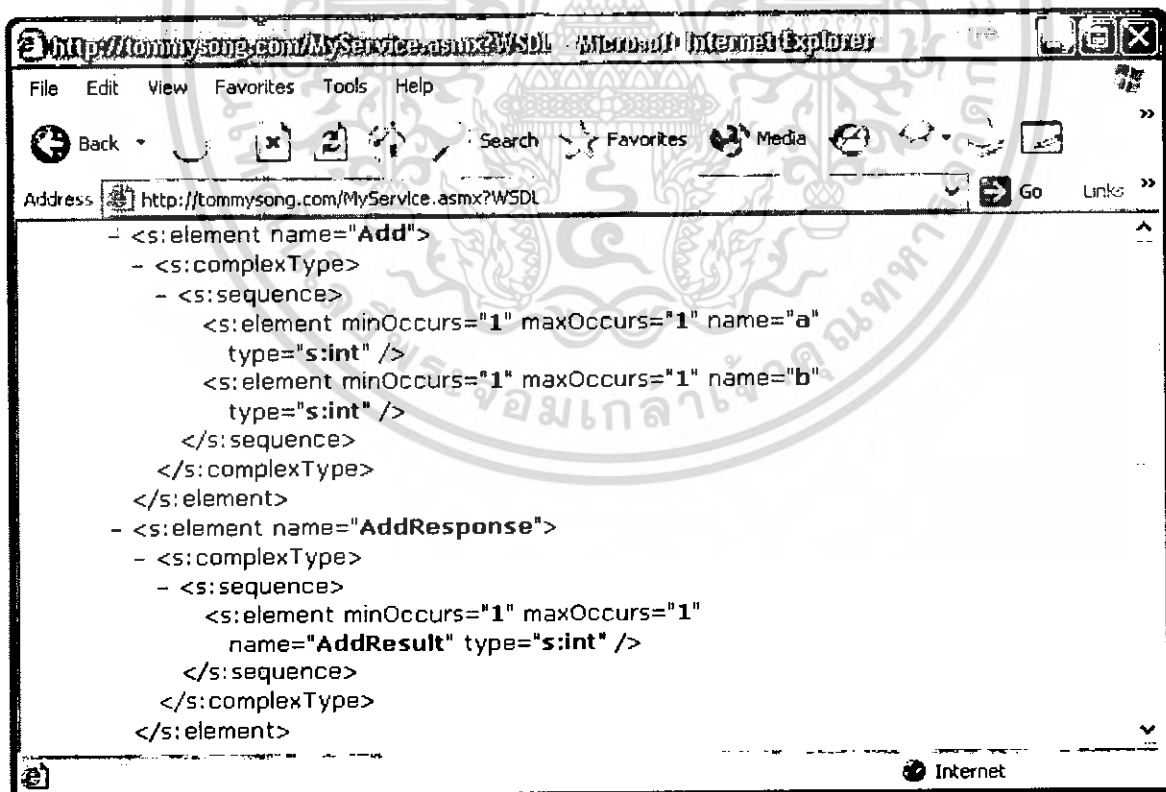 http://tommysong.com/MyService.asmx?WSDL - Microsoft Internet Explorer
File Edit View Favorites Tools Help
Back Search Favorites Media
Address http://tommysong.com/MyService.asmx?WSDL Go Links
- <s:element name="Add">
- <s:complexType>
- <s:sequence>
<s:element minOccurs="1" maxOccurs="1" name="a"
type="s:int" />
<s:element minOccurs="1" maxOccurs="1" name="b"
type="s:int" />
</s:sequence>
</s:complexType>
</s:element>
- <s:element name="AddResponse">
- <s:complexType>
- <s:sequence>
<s:element minOccurs="1" maxOccurs="1"
name="AddResult" type="s:int" />
</s:sequence>
</s:complexType>
</s:element>
Internet